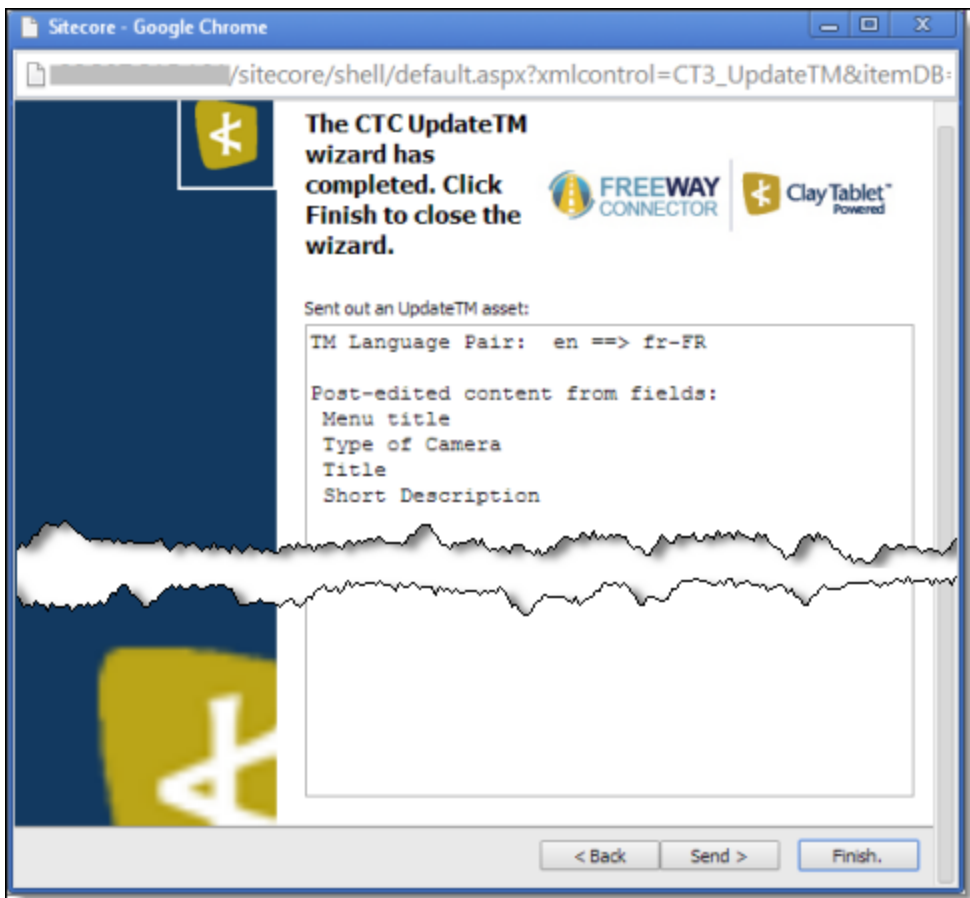 Sitecore - Google Chrome
/sitecore/shell/default.aspx?xmlcontrol=CT3_UpdateTM&itemDB=
The CTC UpdateTM
wizard has
completed. Click
Finish to close the
wizard.
FREEWAY
CONNECTOR
Clay Tablet™
Powered
Sent out an UpdateTM asset:
TM Language Pair:  en ==> fr-FR
Post-edited content from fields:
Menu title
Type of Camera
Title
Short Description
< Back
Send >
Finish.